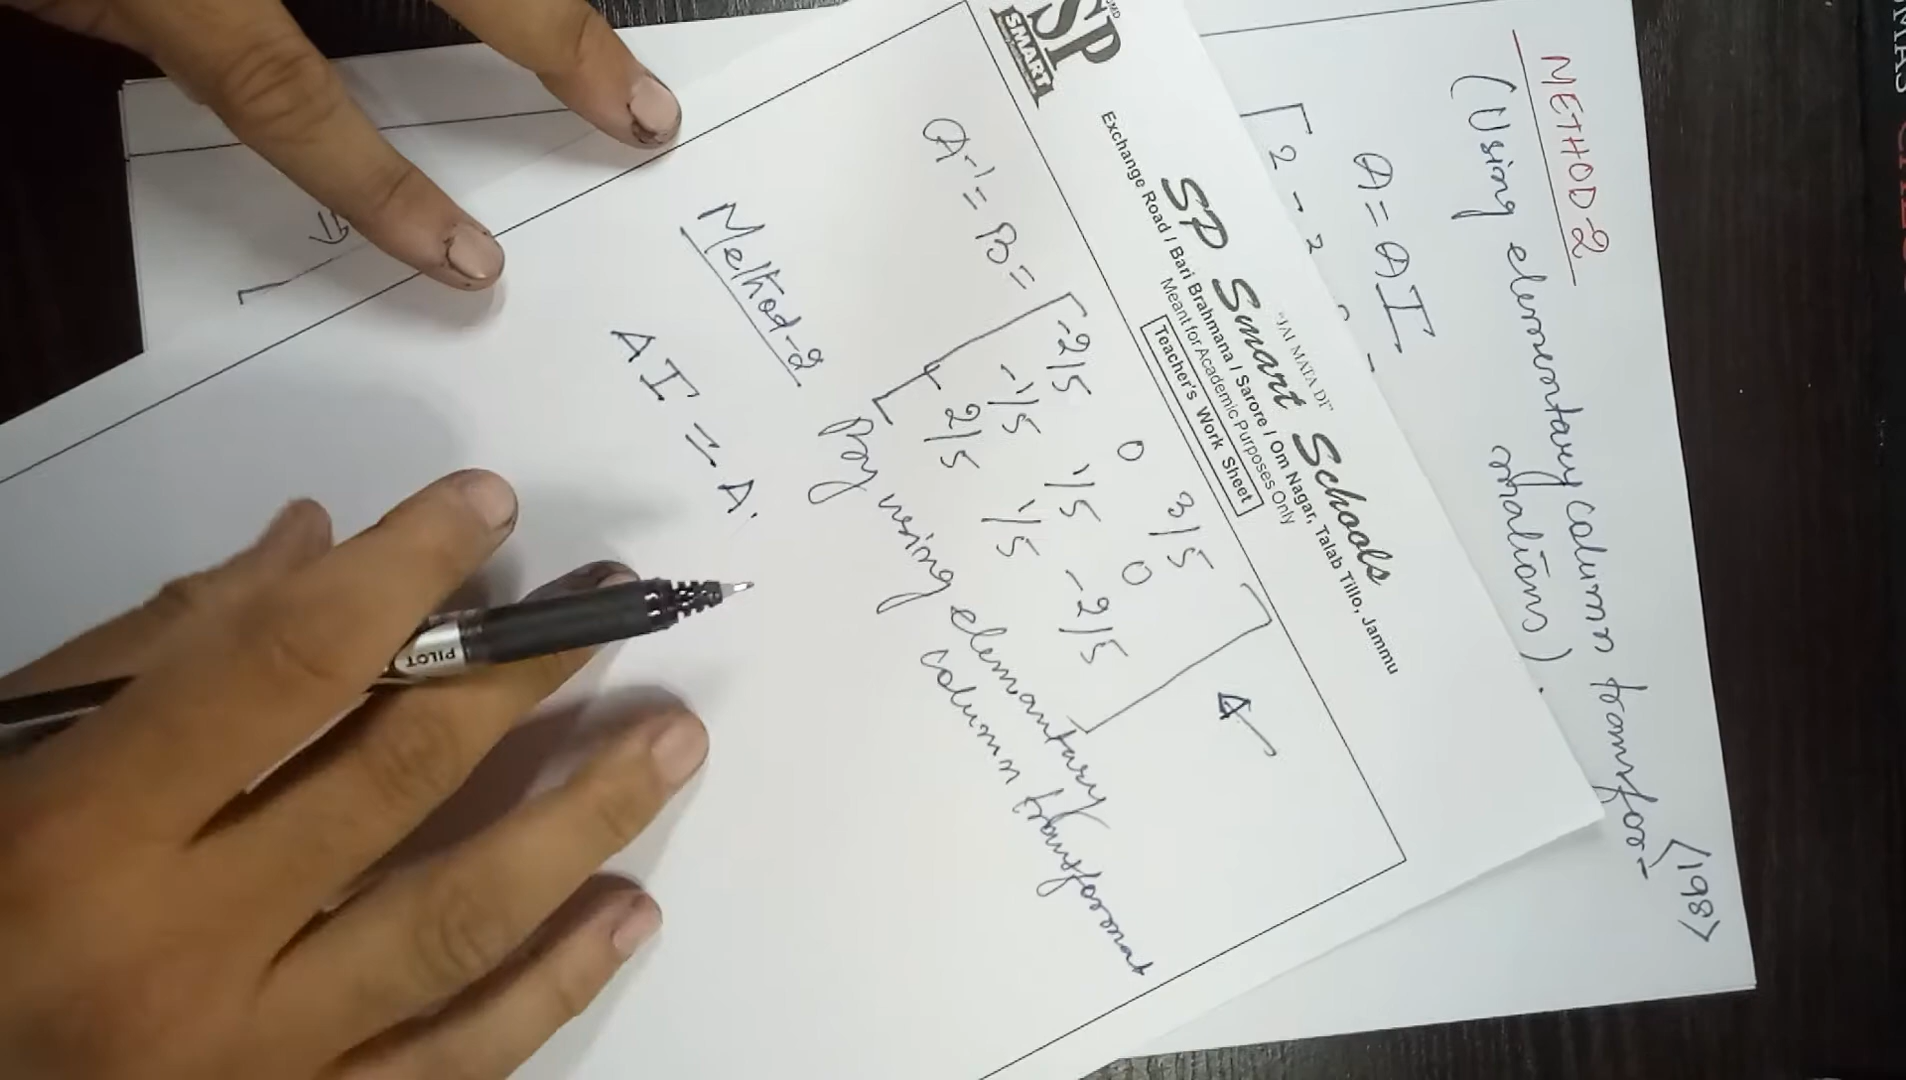 SP
SMART
"JAI MATA DI"
SP Smart Schools
Exchange Road / Bari Brahmana / Sarore / Om Nagar, Talab Tillo, Jammu
Meant for Academic Purposes Only
Teacher's Work Sheet
A⁻¹ = B =
-2/5 0 3/5
-1/5 1/5 0
2/5 1/5 -2/5
Method-2
By using elemantary
column transformat
AI = A
<198>
METHOD-2
(Using elementary column transfor-
mations).
A = AI
[2 -
⇒ [
PILOT